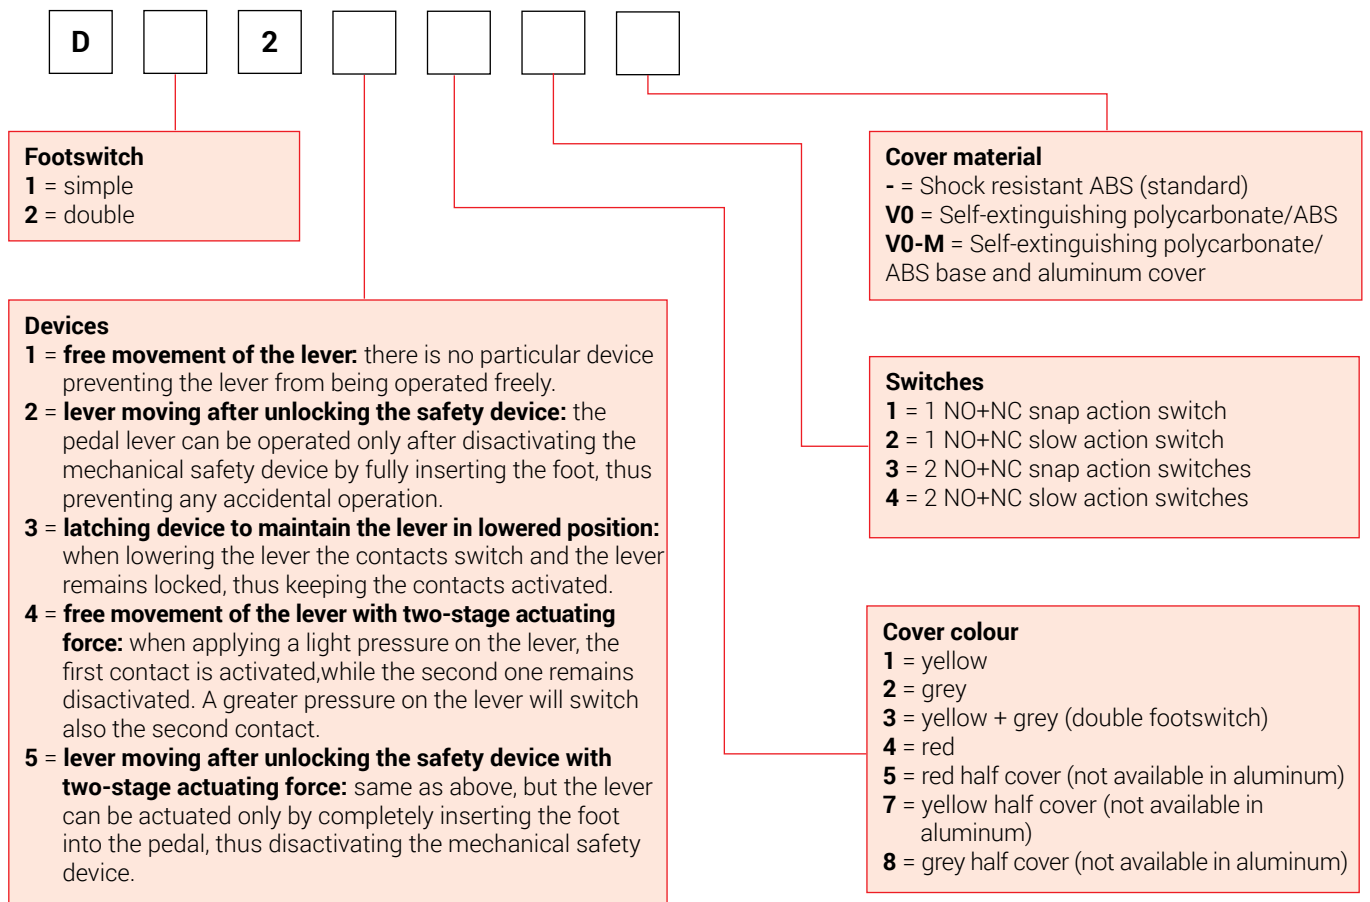 D 2
Footswitch
1 = simple
2 = double
Devices
1 = free movement of the lever: there is no particular device
preventing the lever from being operated freely.
2 = lever moving after unlocking the safety device: the
pedal lever can be operated only after disactivating the
mechanical safety device by fully inserting the foot, thus
preventing any accidental operation.
3 = latching device to maintain the lever in lowered position:
when lowering the lever the contacts switch and the lever
remains locked, thus keeping the contacts activated.
4 = free movement of the lever with two-stage actuating
force: when applying a light pressure on the lever, the
first contact is activated,while the second one remains
disactivated. A greater pressure on the lever will switch
also the second contact.
5 = lever moving after unlocking the safety device with
two-stage actuating force: same as above, but the lever
can be actuated only by completely inserting the foot
into the pedal, thus disactivating the mechanical safety
device.
Cover material
- = Shock resistant ABS (standard)
V0 = Self-extinguishing polycarbonate/ABS
V0-M = Self-extinguishing polycarbonate/
ABS base and aluminum cover
Switches
1 = 1 NO+NC snap action switch
2 = 1 NO+NC slow action switch
3 = 2 NO+NC snap action switches
4 = 2 NO+NC slow action switches
Cover colour
1 = yellow
2 = grey
3 = yellow + grey (double footswitch)
4 = red
5 = red half cover (not available in aluminum)
7 = yellow half cover (not available in
aluminum)
8 = grey half cover (not available in aluminum)